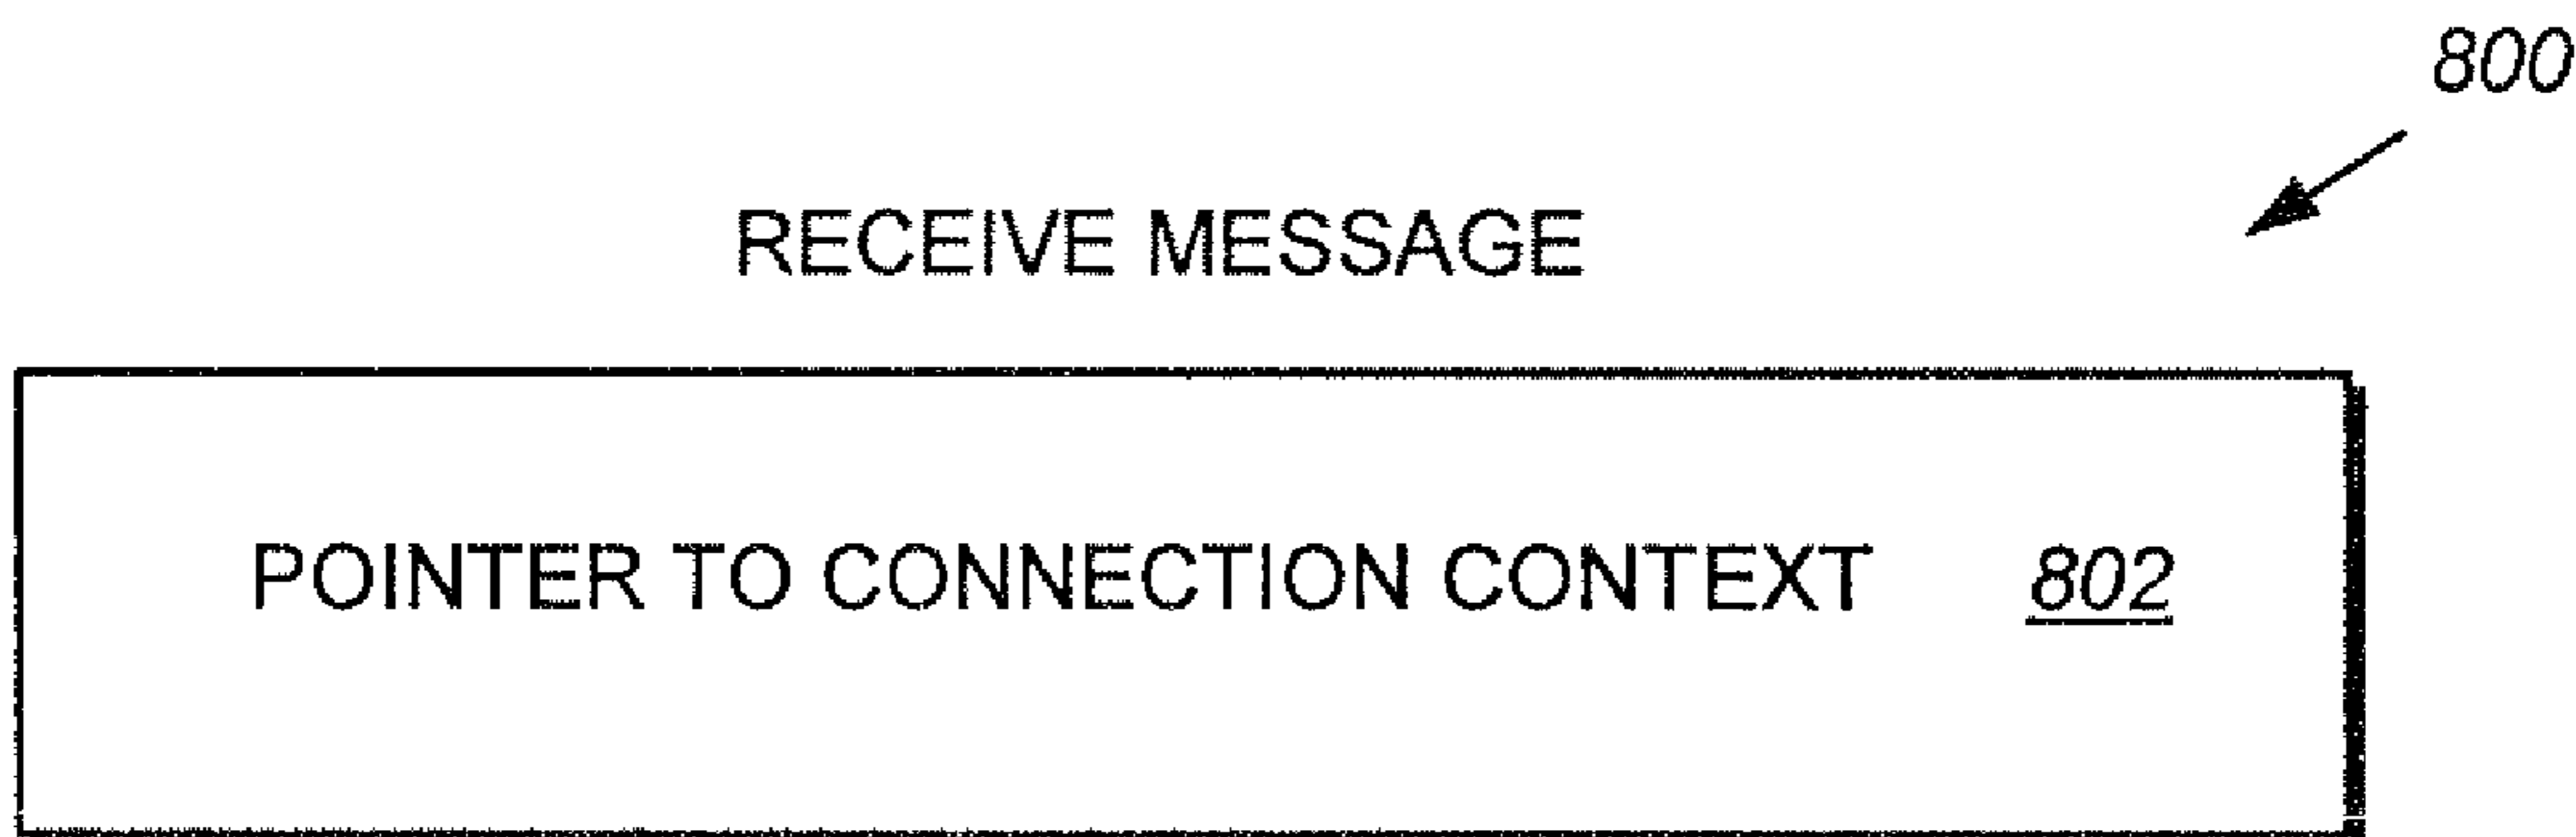 800
RECEIVE MESSAGE
POINTER TO CONNECTION CONTEXT 802